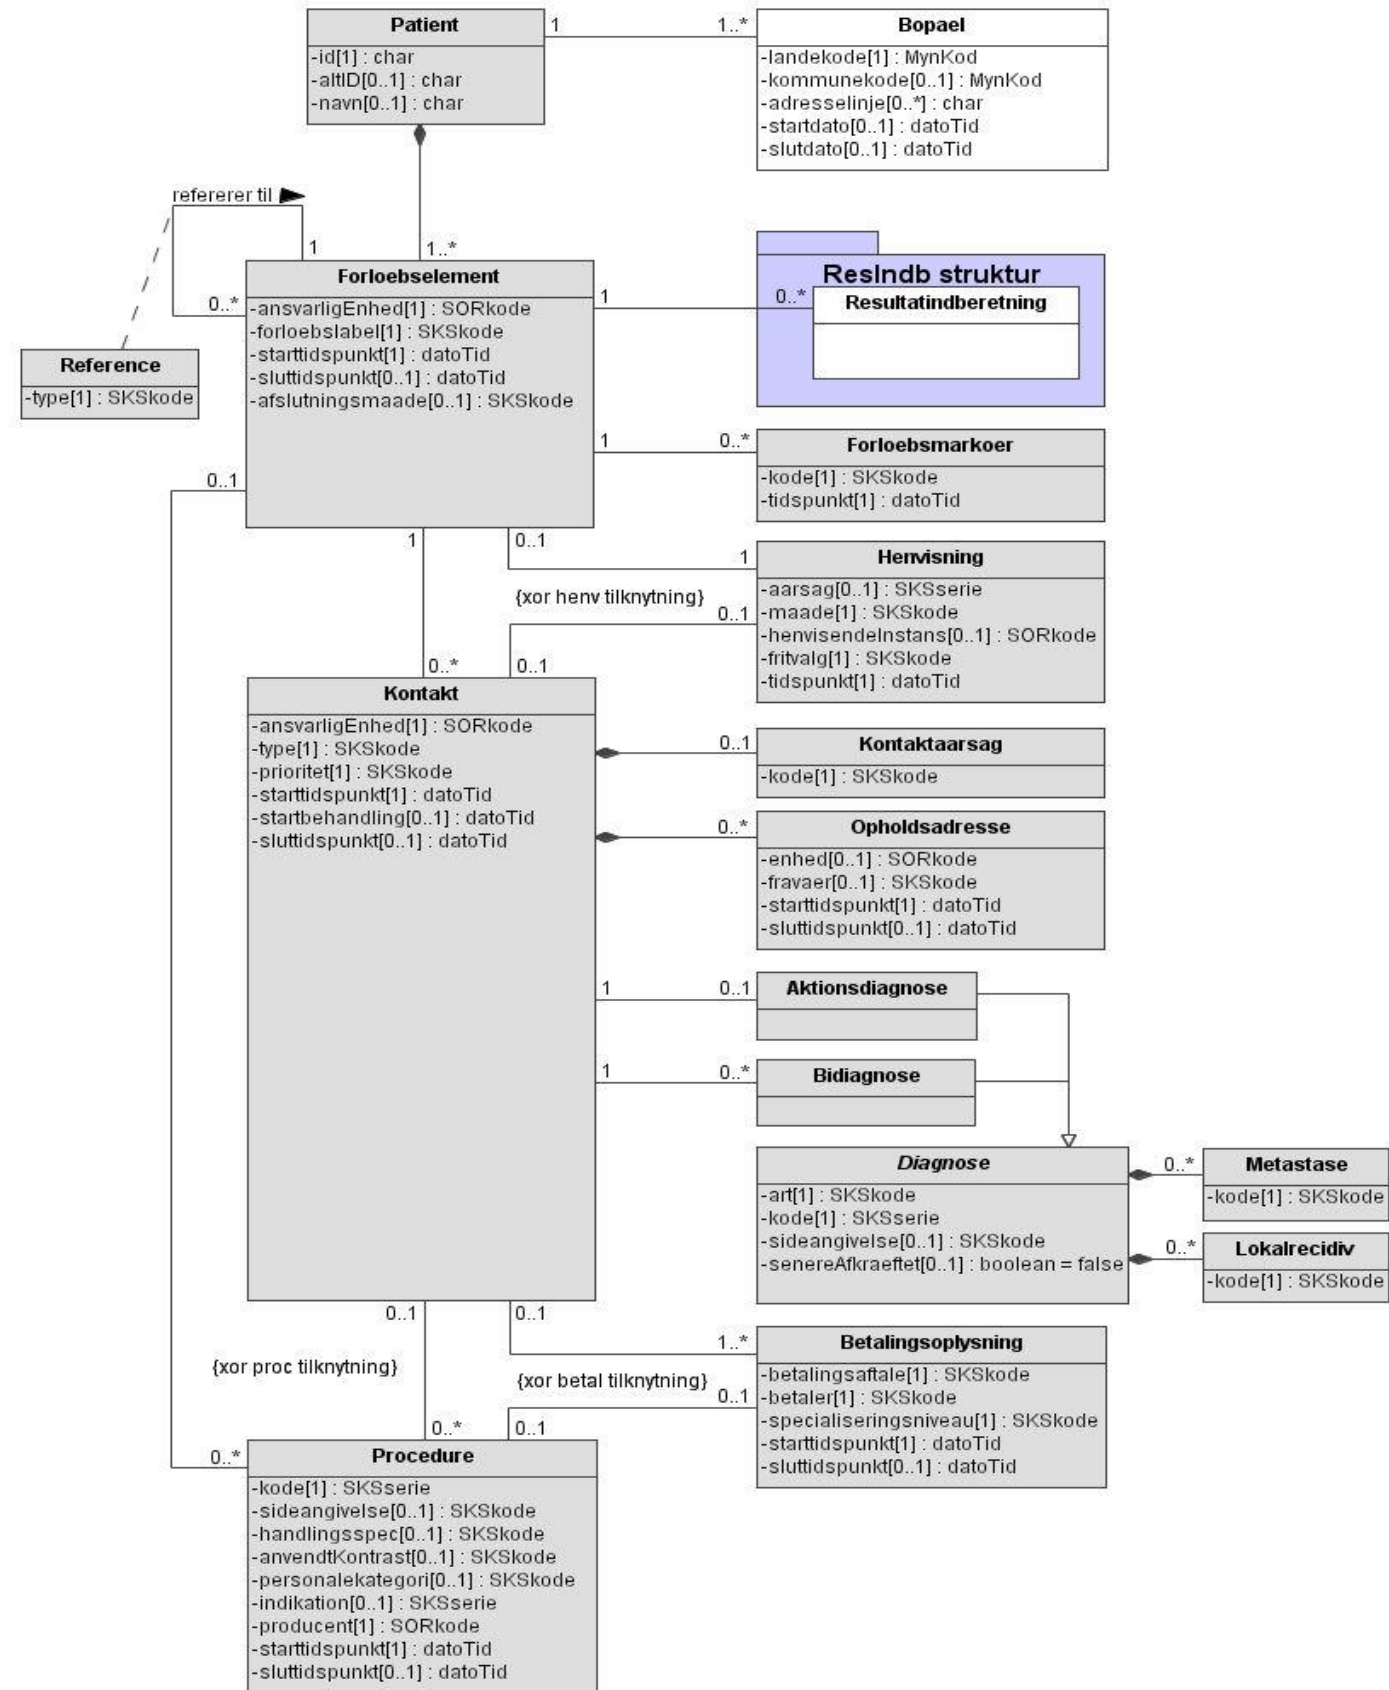 Patient
-id[1] : char
-altID[0..1] : char
-navn[0..1] : char
1
1..*
Bopael
-landekode[1] : MynKod
-kommunekode[0..1] : MynKod
-adresselinje[0..*] : char
-startdato[0..1] : datoTid
-slutdato[0..1] : datoTid
refererer til
1
1..*
0..*
Reference
-type[1] : SKSkode
Forloebselement
-ansvarligEnhed[1] : SORkode
-forloebslabel[1] : SKSkode
-starttidspunkt[1] : datoTid
-sluttidspunkt[0..1] : datoTid
-afslutningsmaade[0..1] : SKSkode
1
0..*
ResIndb struktur
Resultatindberetning
1
0..*
Forloebsmarkoer
-kode[1] : SKSkode
-tidspunkt[1] : datoTid
0..1
1
0..1
1
{xor henv tilknytning}
0..1
0..*
0..1
Henvisning
-aarsag[0..1] : SKSserie
-maade[1] : SKSkode
-henvisendeInstans[0..1] : SORkode
-fritvalg[1] : SKSkode
-tidspunkt[1] : datoTid
Kontakt
-ansvarligEnhed[1] : SORkode
-type[1] : SKSkode
-prioritet[1] : SKSkode
-starttidspunkt[1] : datoTid
-startbehandling[0..1] : datoTid
-sluttidspunkt[0..1] : datoTid
0..1
Kontaktaarsag
-kode[1] : SKSkode
0..*
Opholdsadresse
-enhed[0..1] : SORkode
-fravaer[0..1] : SKSkode
-starttidspunkt[1] : datoTid
-sluttidspunkt[0..1] : datoTid
1
0..1
Aktionsdiagnose
1
0..*
Bidiagnose
Diagnose
-art[1] : SKSkode
-kode[1] : SKSserie
-sideangivelse[0..1] : SKSkode
-senereAfkraeftet[0..1] : boolean = false
0..*
Metastase
-kode[1] : SKSkode
0..*
Lokalrecidiv
-kode[1] : SKSkode
0..1
0..1
1..*
{xor proc tilknytning}
{xor betal tilknytning}
0..1
0..*
0..1
0..*
Betalingsoplysning
-betalingsaftale[1] : SKSkode
-betaler[1] : SKSkode
-specialiseringsniveau[1] : SKSkode
-starttidspunkt[1] : datoTid
-sluttidspunkt[0..1] : datoTid
Procedure
-kode[1] : SKSserie
-sideangivelse[0..1] : SKSkode
-handlingsspec[0..1] : SKSkode
-anvendtKontrast[0..1] : SKSkode
-personalekategori[0..1] : SKSkode
-indikation[0..1] : SKSserie
-producent[1] : SORkode
-starttidspunkt[1] : datoTid
-sluttidspunkt[0..1] : datoTid